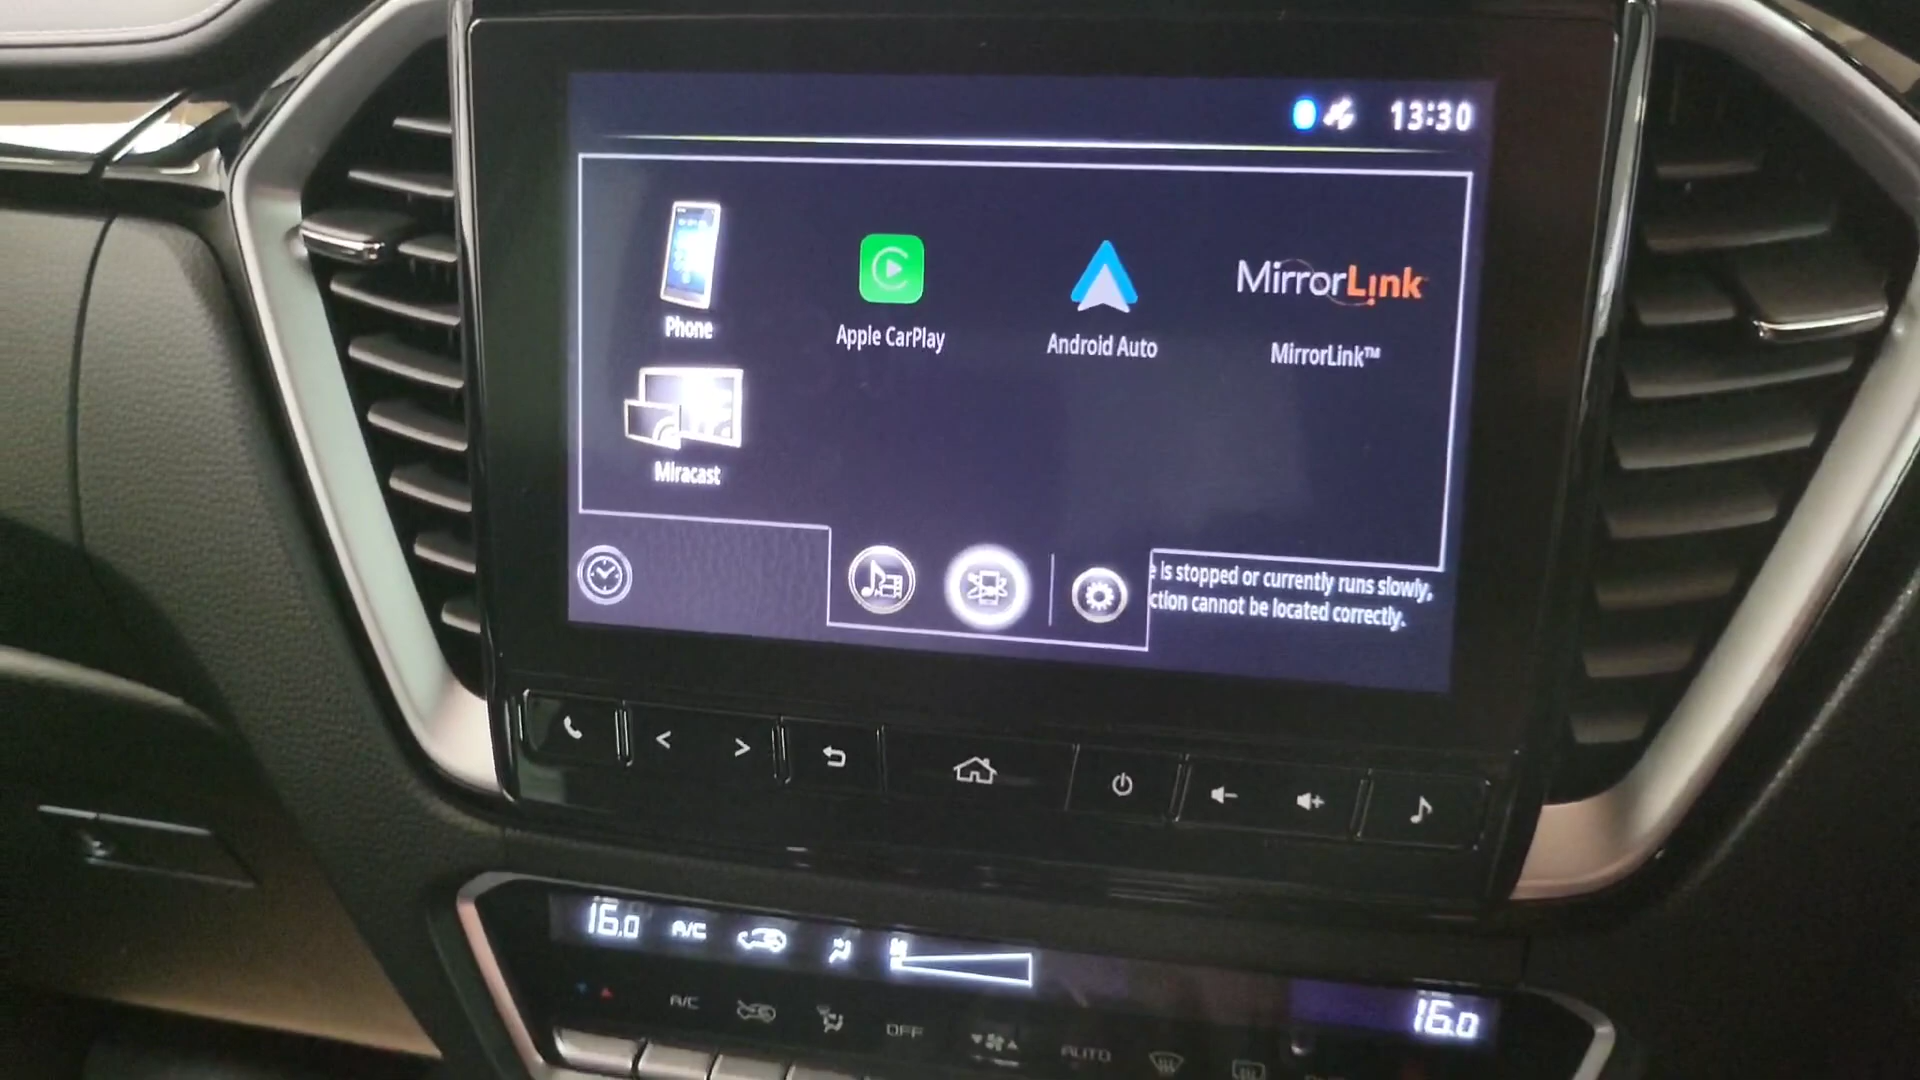 13:30
Phone
Apple CarPlay
Android Auto
MirrorLink
MirrorLink™
Miracast
is stopped or currently runs slowly,
ction cannot be located correctly.
16.0
A/C
16.0
A/C
OFF
AUTO